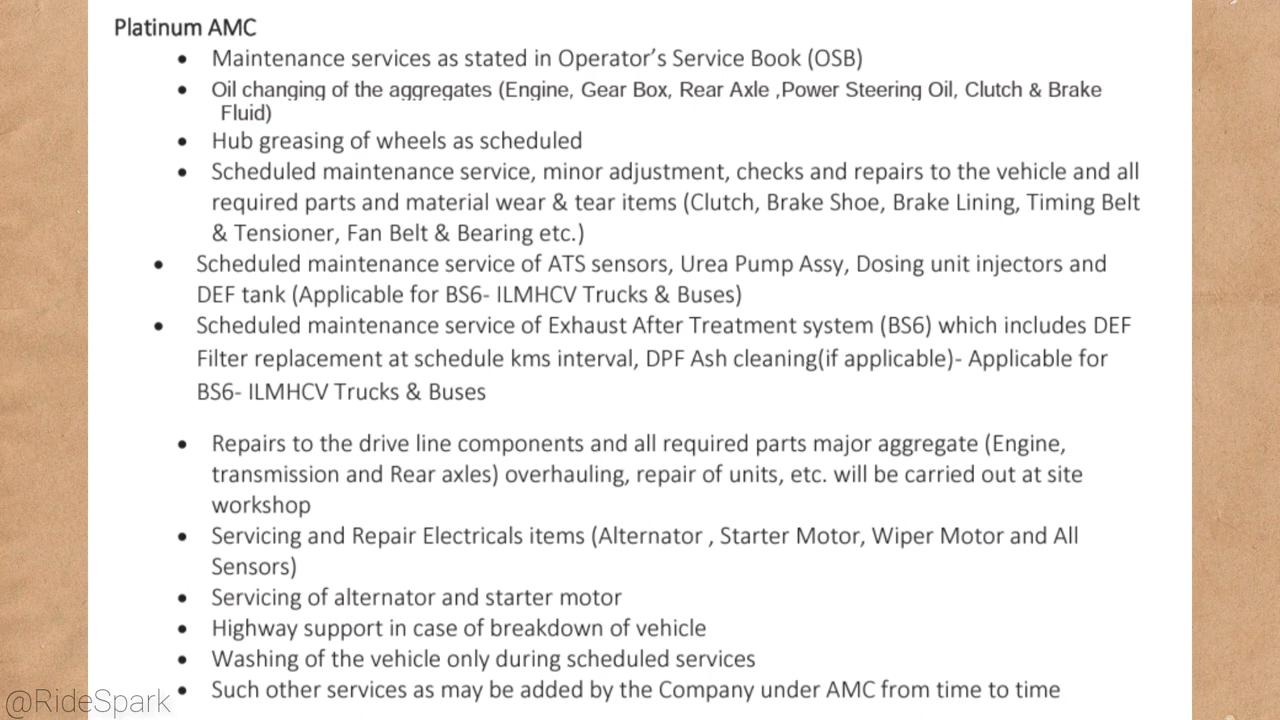 Platinum AMC
• Maintenance services as stated in Operator's Service Book (OSB)
• Oil changing of the aggregates (Engine, Gear Box, Rear Axle ,Power Steering Oil, Clutch & Brake
Fluid)
• Hub greasing of wheels as scheduled
• Scheduled maintenance service, minor adjustment, checks and repairs to the vehicle and all
required parts and material wear & tear items (Clutch, Brake Shoe, Brake Lining, Timing Belt
& Tensioner, Fan Belt & Bearing etc.)
• Scheduled maintenance service of ATS sensors, Urea Pump Assy, Dosing unit injectors and
DEF tank (Applicable for BS6- ILMHCV Trucks & Buses)
• Scheduled maintenance service of Exhaust After Treatment system (BS6) which includes DEF
Filter replacement at schedule kms interval, DPF Ash cleaning(if applicable)- Applicable for
BS6- ILMHCV Trucks & Buses
• Repairs to the drive line components and all required parts major aggregate (Engine,
transmission and Rear axles) overhauling, repair of units, etc. will be carried out at site
workshop
• Servicing and Repair Electricals items (Alternator , Starter Motor, Wiper Motor and All
Sensors)
• Servicing of alternator and starter motor
• Highway support in case of breakdown of vehicle
• Washing of the vehicle only during scheduled services
• Such other services as may be added by the Company under AMC from time to time
@RideSpark